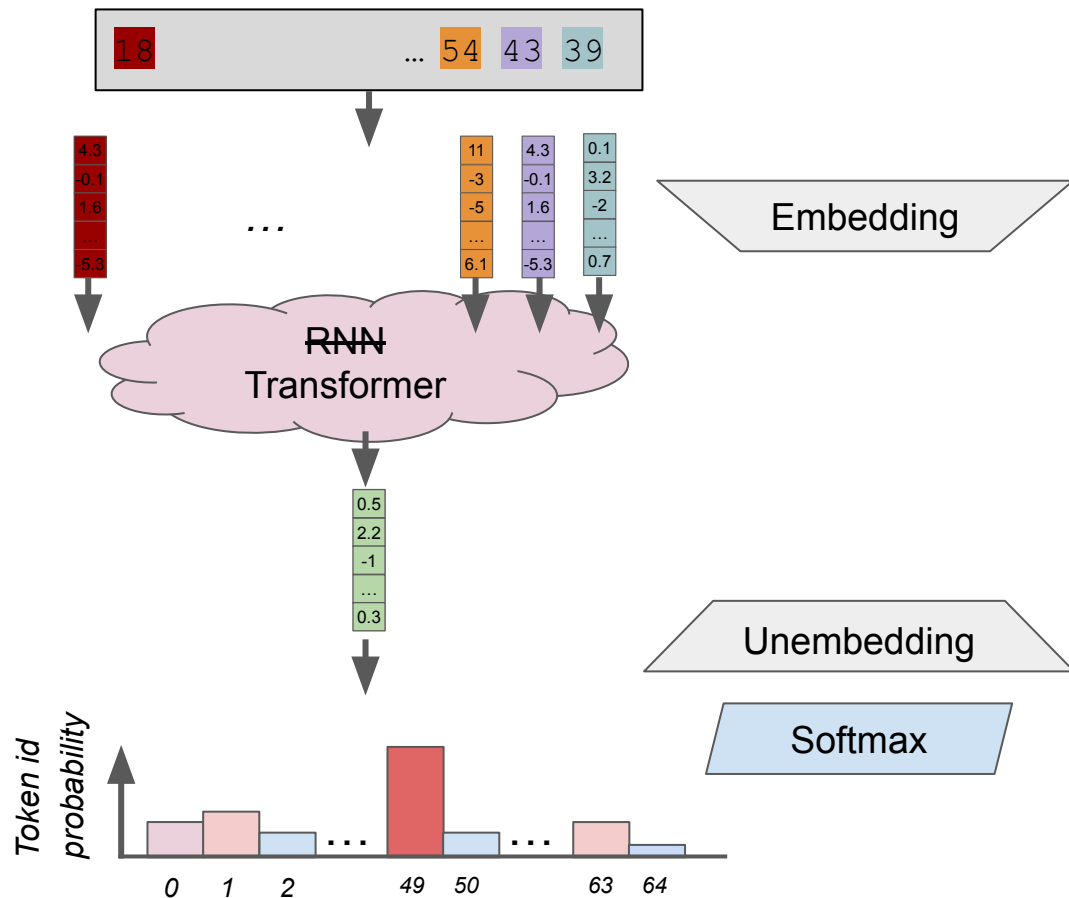 18 ... 54 43 39
4.3 11 4.3 0.1
-0.1 -3 -0.1 3.2
1.6 -5 1.6 -2
... ... ... ...
-5.3 6.1 -5.3 0.7
...
Embedding
RNN
Transformer
0.5
2.2
-1
...
0.3
Unembedding
Softmax
Token id
probability
... ...
0 1 2 49 50 63 64